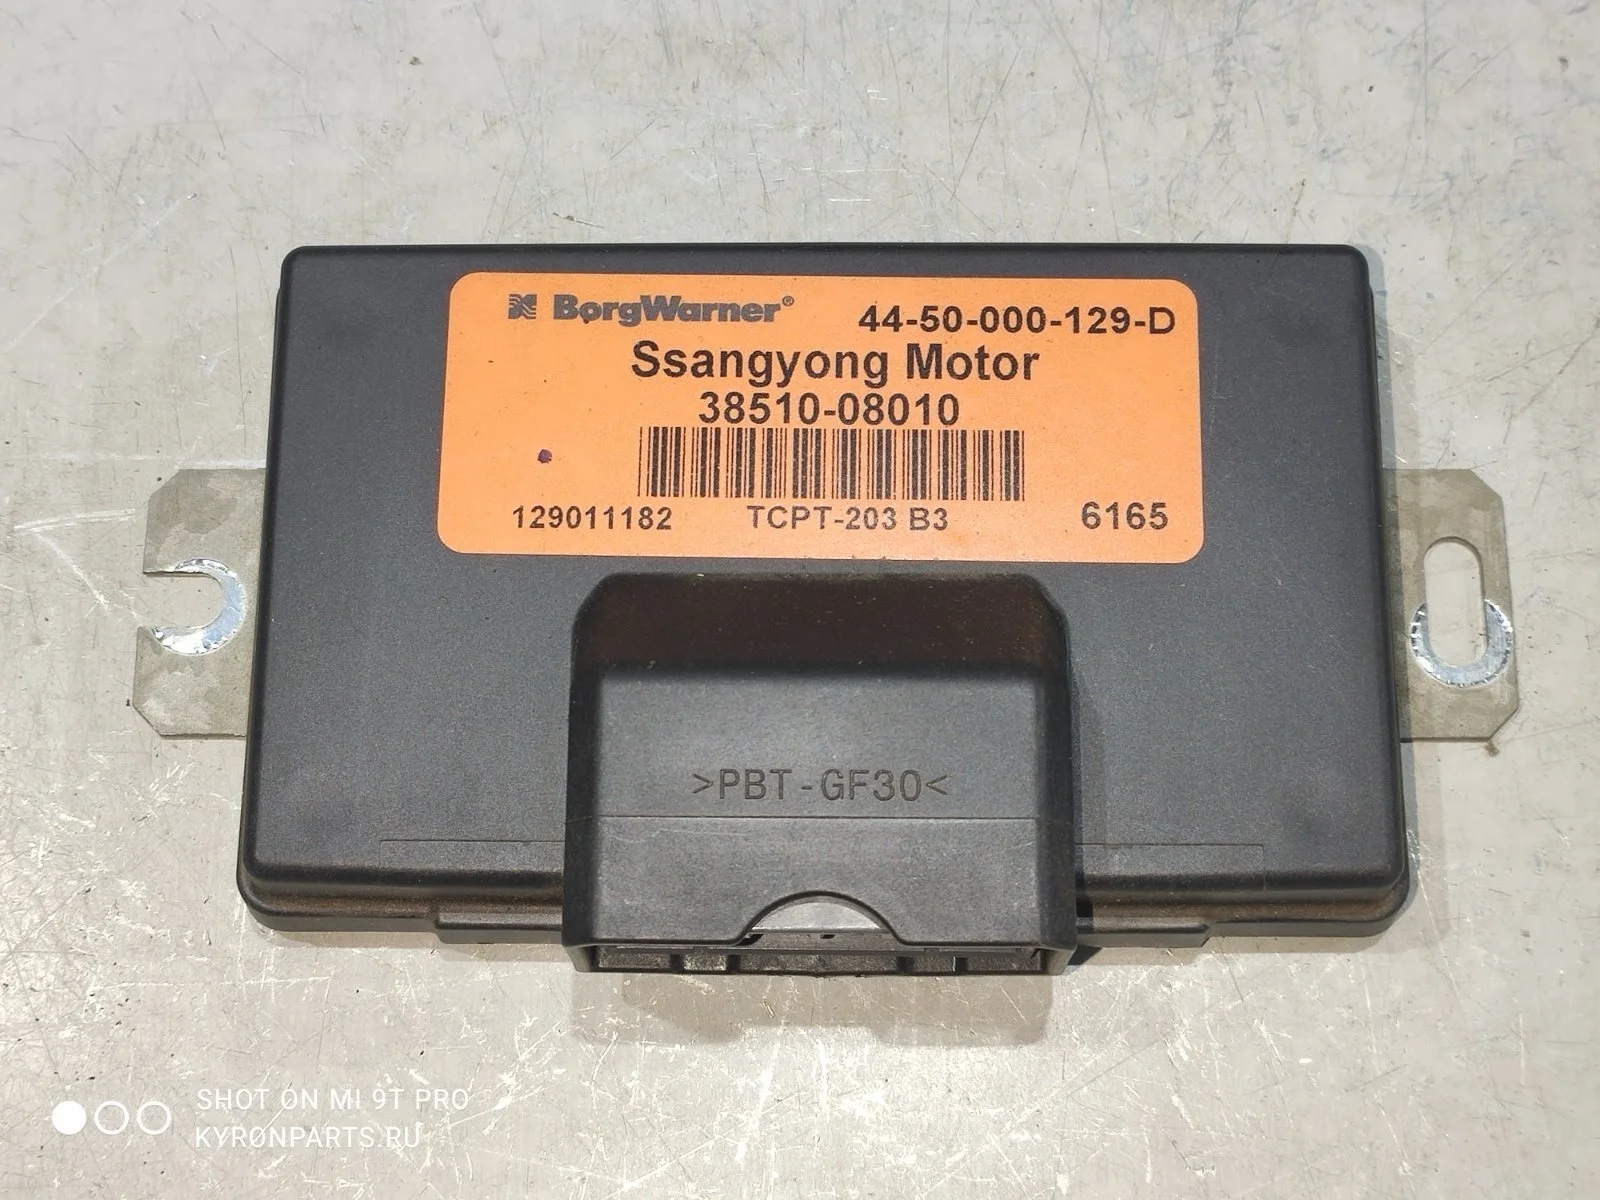 BorgWarner® 44-50-000-129-D
Ssangyong Motor
38510-08010
129011182 TCPT-203 B3 6165
>PBT-GF30<
SHOT ON MI 9T PRO
KYRONPARTS.RU